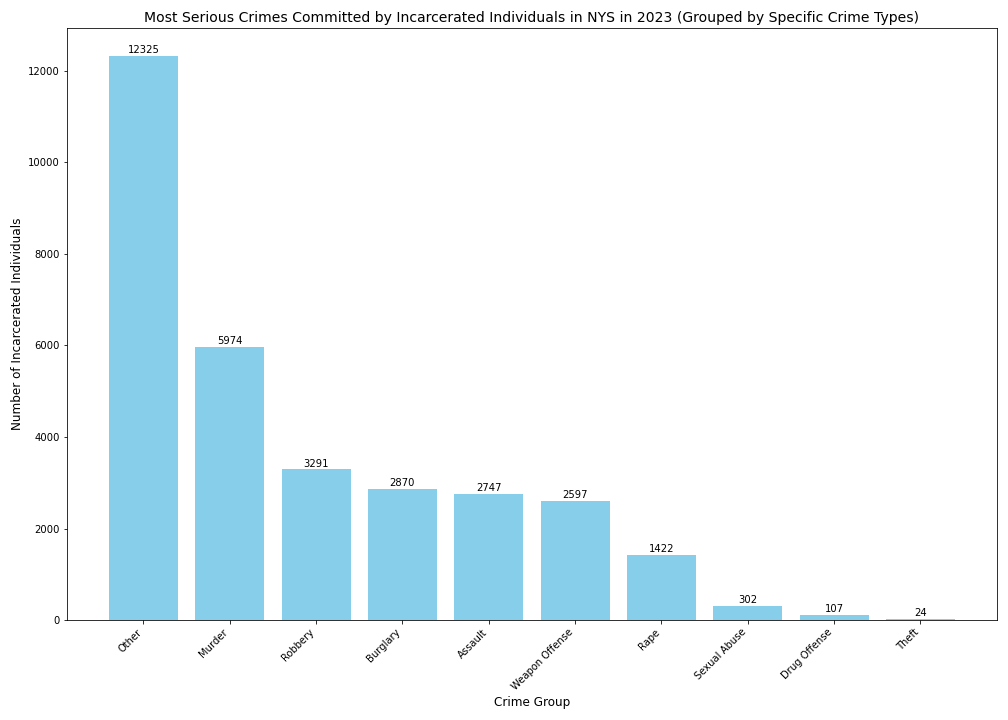 Most Serious Crimes Committed by Incarcerated Individuals in NYS in 2023 (Grouped by Specific Crime Types)
Number of Incarcerated Individuals
12000
10000
8000
6000
4000
2000
0
12325
5974
3291
2870
2747
2597
1422
302
107
24
Other
Murder
Robbery
Burglary
Assault
Weapon Offense
Rape
Sexual Abuse
Drug Offense
Theft
Crime Group